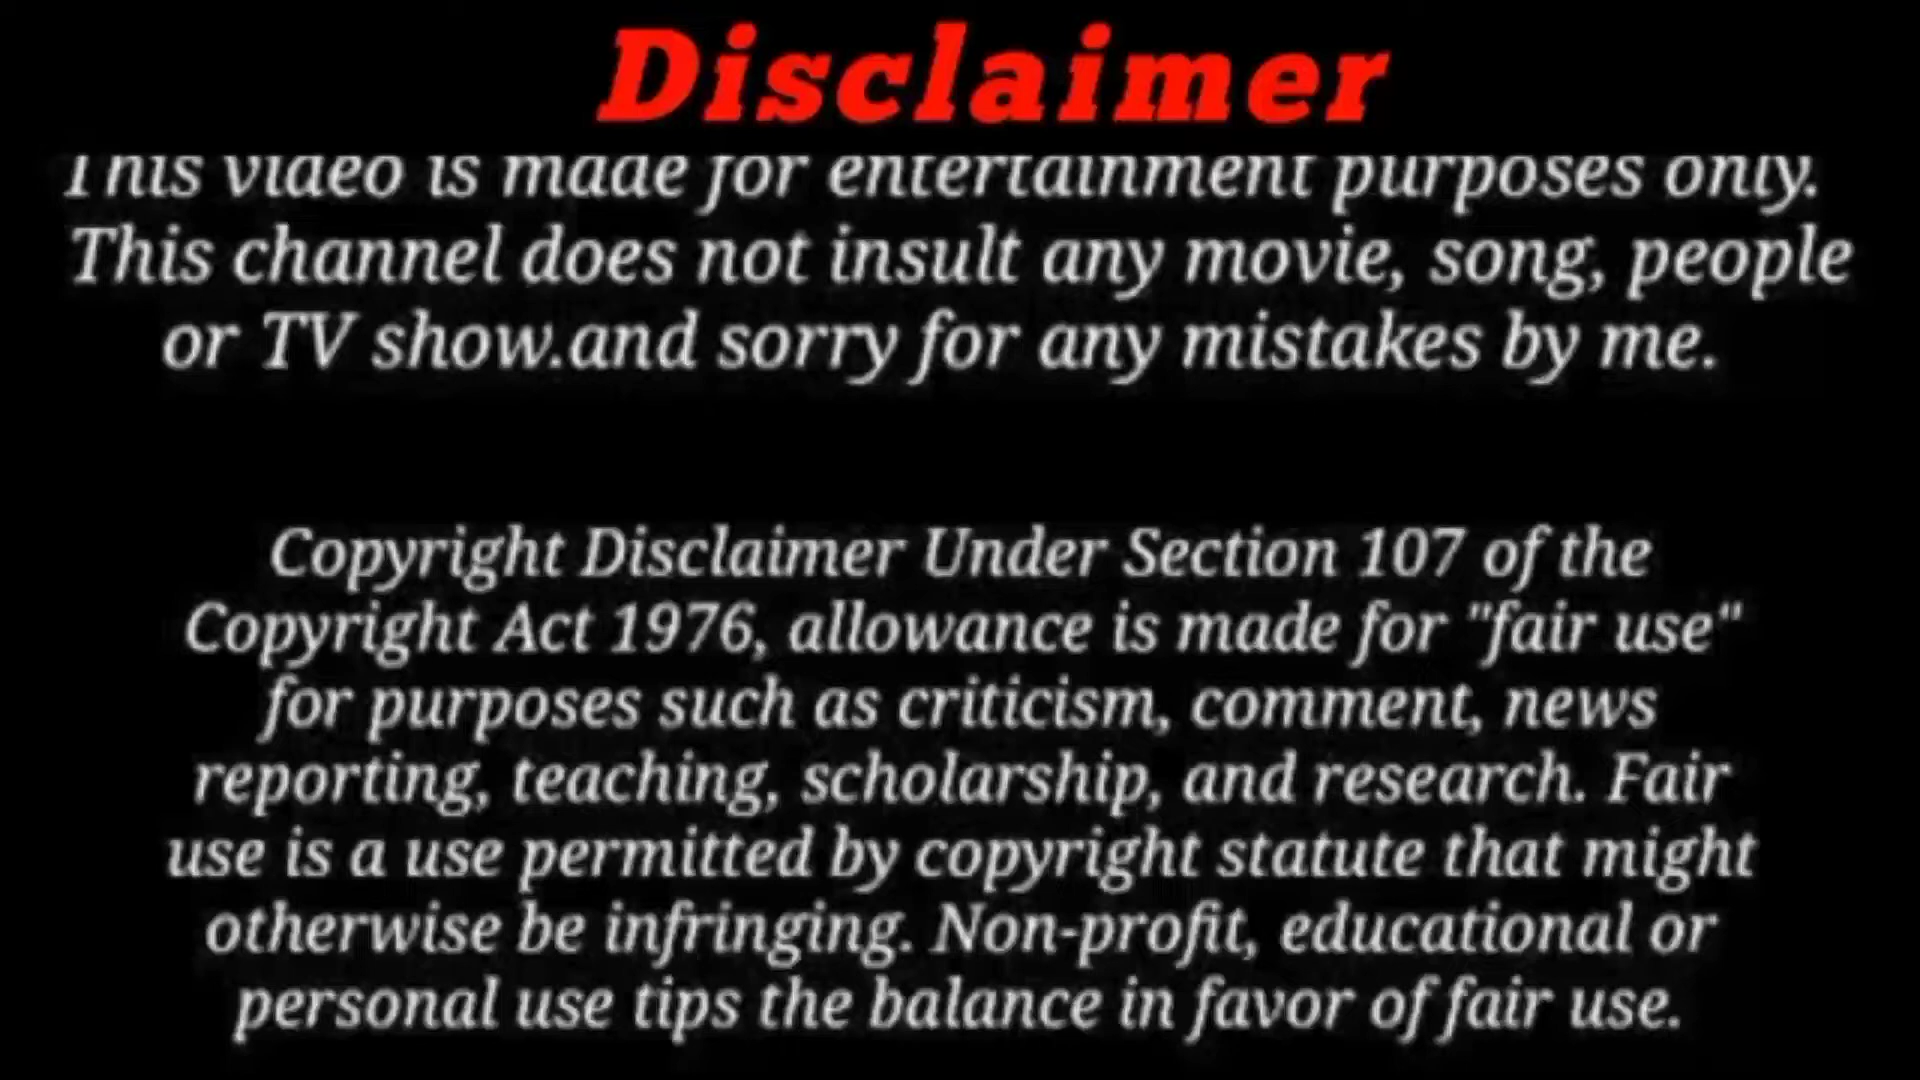 Disclaimer
This video is made for entertainment purposes only.
This channel does not insult any movie, song, people
or TV show.and sorry for any mistakes by me.
Copyright Disclaimer Under Section 107 of the
Copyright Act 1976, allowance is made for "fair use"
for purposes such as criticism, comment, news
reporting, teaching, scholarship, and research. Fair
use is a use permitted by copyright statute that might
otherwise be infringing. Non-profit, educational or
personal use tips the balance in favor of fair use.